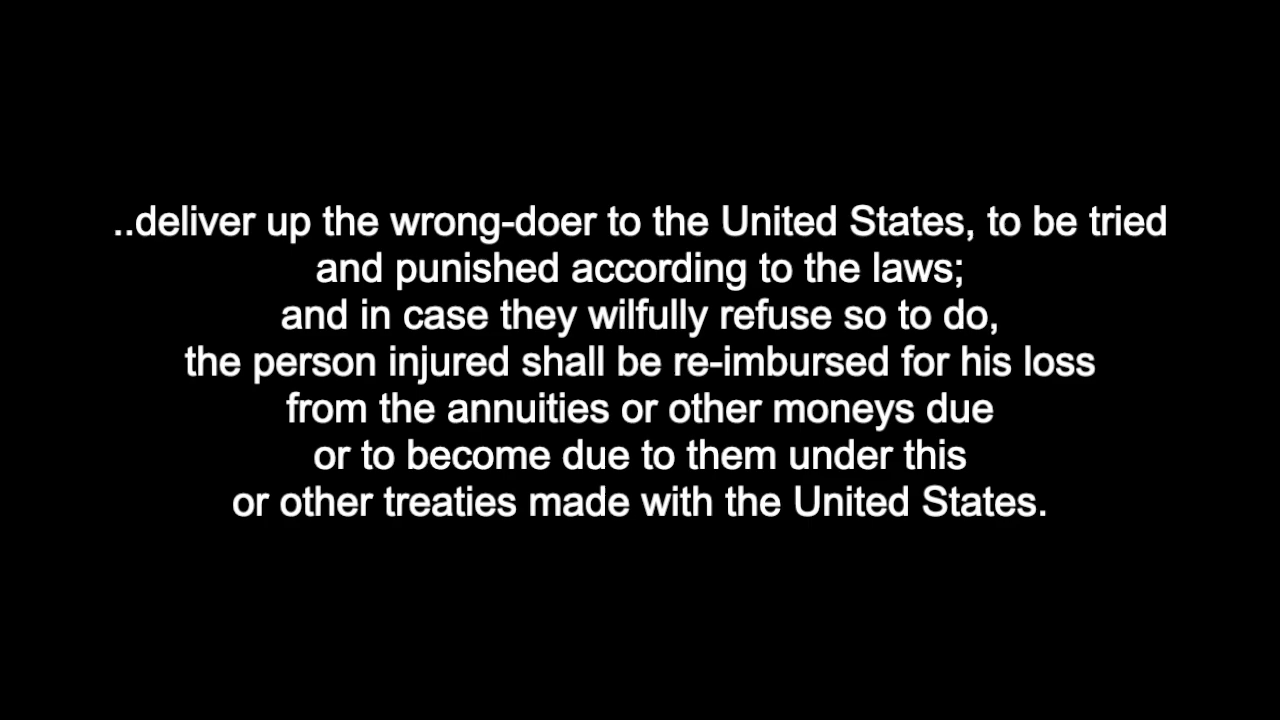 ..deliver up the wrong-doer to the United States, to be tried
and punished according to the laws;
and in case they wilfully refuse so to do,
the person injured shall be re-imbursed for his loss
from the annuities or other moneys due
or to become due to them under this
or other treaties made with the United States.